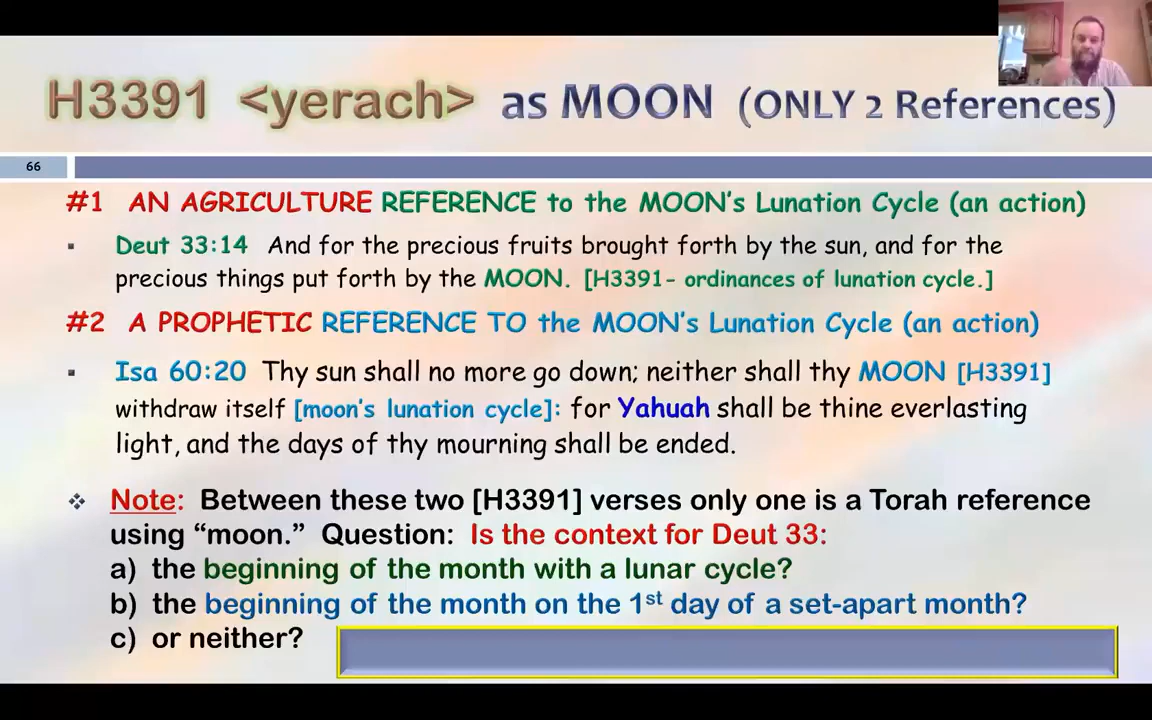 H3391 <yerach> as MOON (ONLY 2 References)
66
#1 AN AGRICULTURE REFERENCE to the MOON's Lunation Cycle (an action)
▪ Deut 33:14 And for the precious fruits brought forth by the sun, and for the
precious things put forth by the MOON. [H3391- ordinances of lunation cycle.]
#2 A PROPHETIC REFERENCE TO the MOON's Lunation Cycle (an action)
▪ Isa 60:20 Thy sun shall no more go down; neither shall thy MOON [H3391]
withdraw itself [moon's lunation cycle]: for Yahuah shall be thine everlasting
light, and the days of thy mourning shall be ended.
❖ Note: Between these two [H3391] verses only one is a Torah reference
using “moon.” Question: Is the context for Deut 33:
a) the beginning of the month with a lunar cycle?
b) the beginning of the month on the 1st day of a set-apart month?
c) or neither?